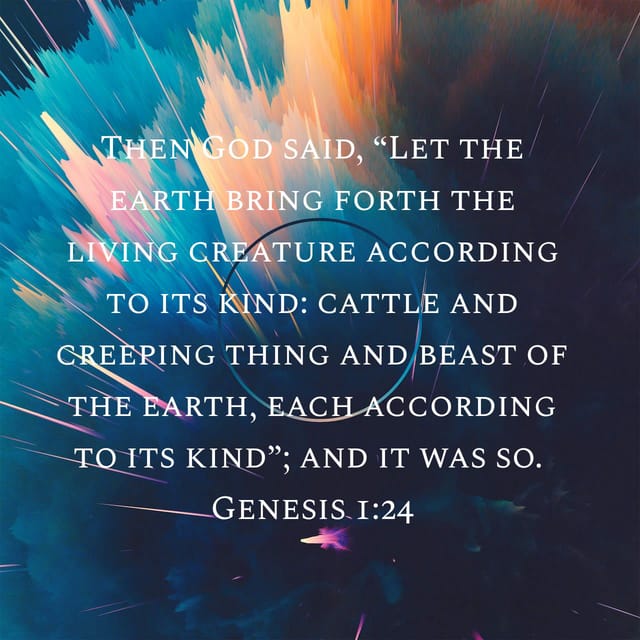 Then God said, “Let the
earth bring forth the
living creature according
to its kind: cattle and
creeping thing and beast of
the earth, each according
to its kind”; and it was so.
Genesis 1:24